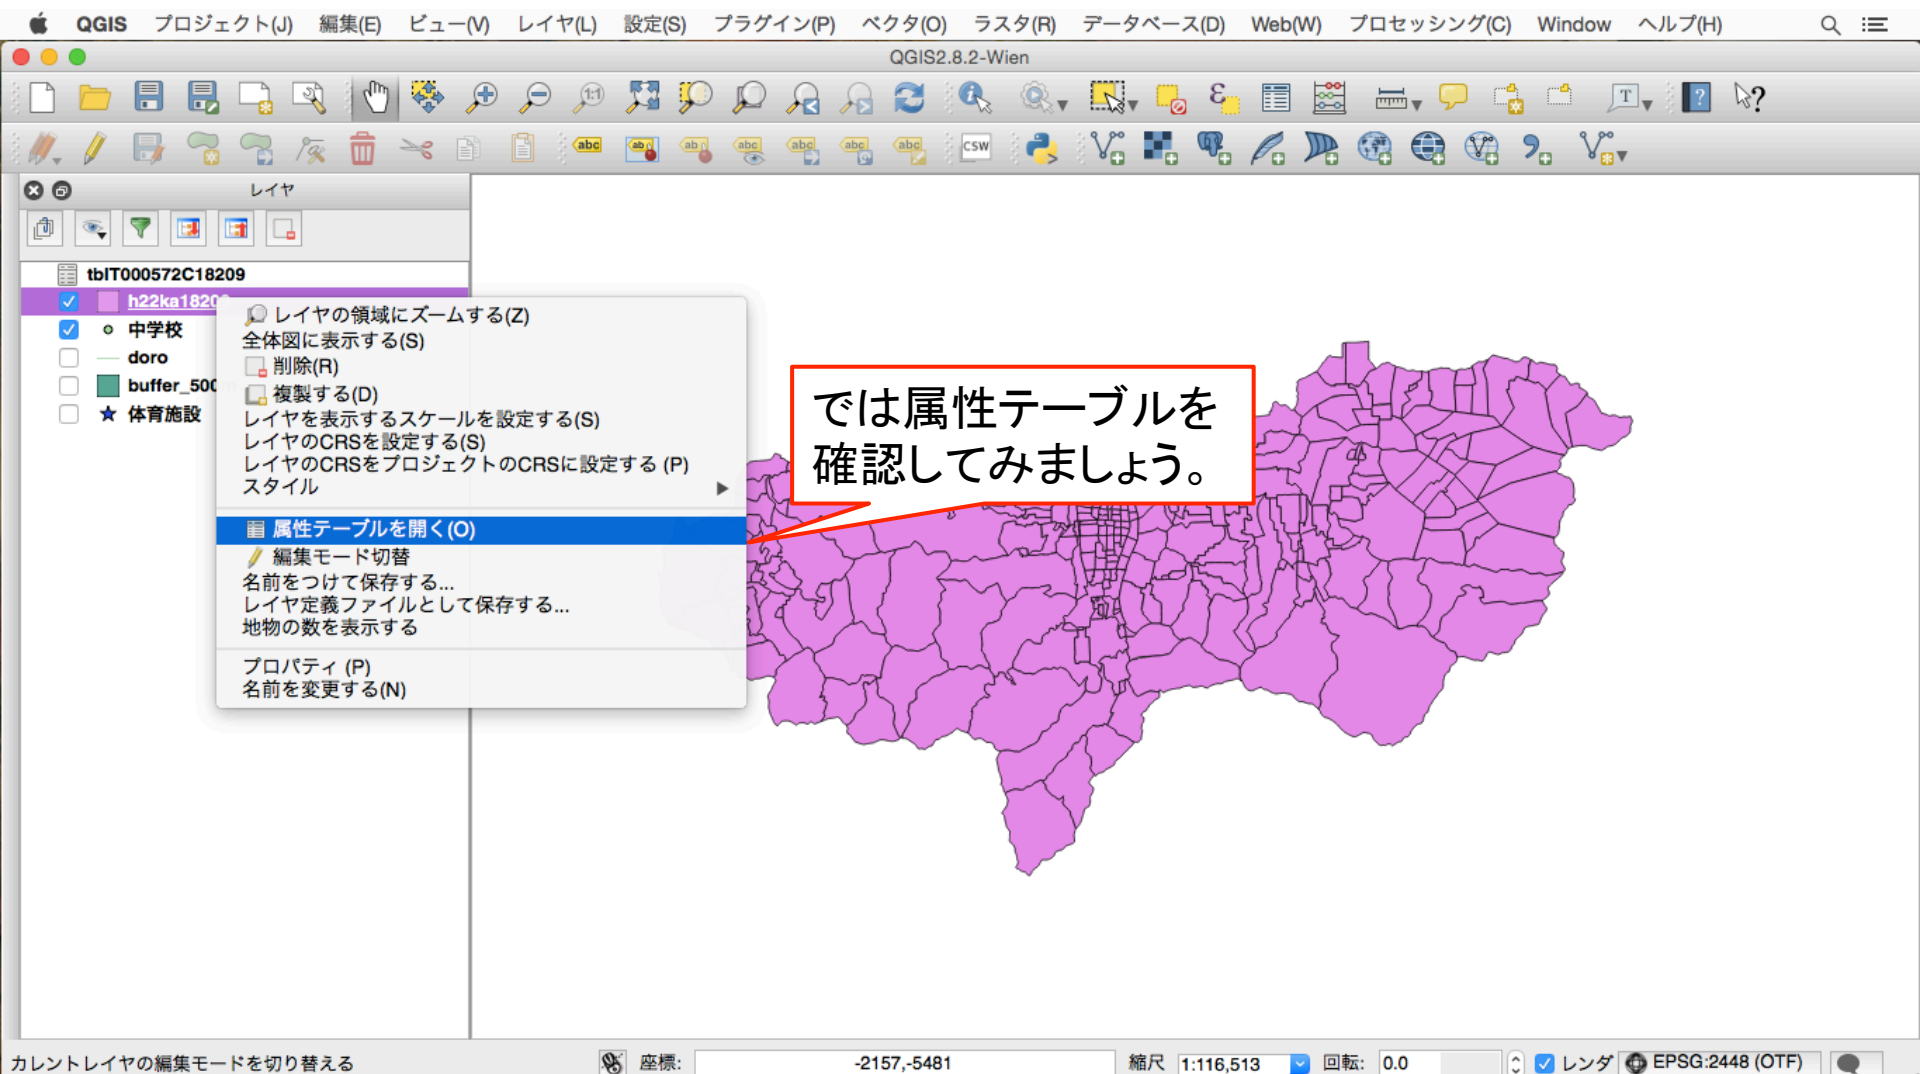 QGIS プロジェクト(J) 編集(E) ビュー(V) レイヤ(L) 設定(S) プラグイン(P) ベクタ(O) ラスタ(R) データベース(D) Web(W) プロセッシング(C) Window ヘルプ(H)
QGIS2.8.2-Wien
1:1
ε
T
?
?
abc
ab
ab
abc
abc
abc
abc
CSW
レイヤ
tblT000572C18209
h22ka1820
中学校
doro
buffer_500
体育施設
レイヤの領域にズームする(Z)
全体図に表示する(S)
削除(R)
複製する(D)
レイヤを表示するスケールを設定する(S)
レイヤのCRSを設定する(S)
レイヤのCRSをプロジェクトのCRSに設定する (P)
スタイル
属性テーブルを開く(O)
編集モード切替
名前をつけて保存する...
レイヤ定義ファイルとして保存する...
地物の数を表示する
プロパティ (P)
名前を変更する(N)
では属性テーブルを
確認してみましょう。
カレントレイヤの編集モードを切り替える
座標:
-2157,-5481
縮尺
1:116,513
回転:
0.0
レンダ
EPSG:2448 (OTF)